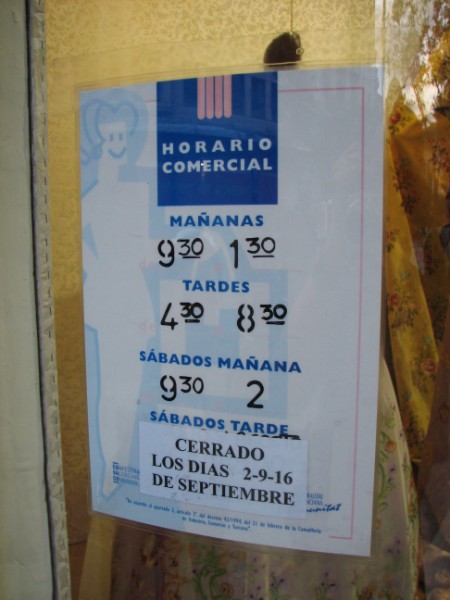 HORARIO
COMERCIAL
MAÑANAS
930 130
TARDES
430 830
SÁBADOS MAÑANA
930 2
SÁBADOS TARDE
CERRADO
LOS DIAS 2-9-16
DE SEPTIEMBRE